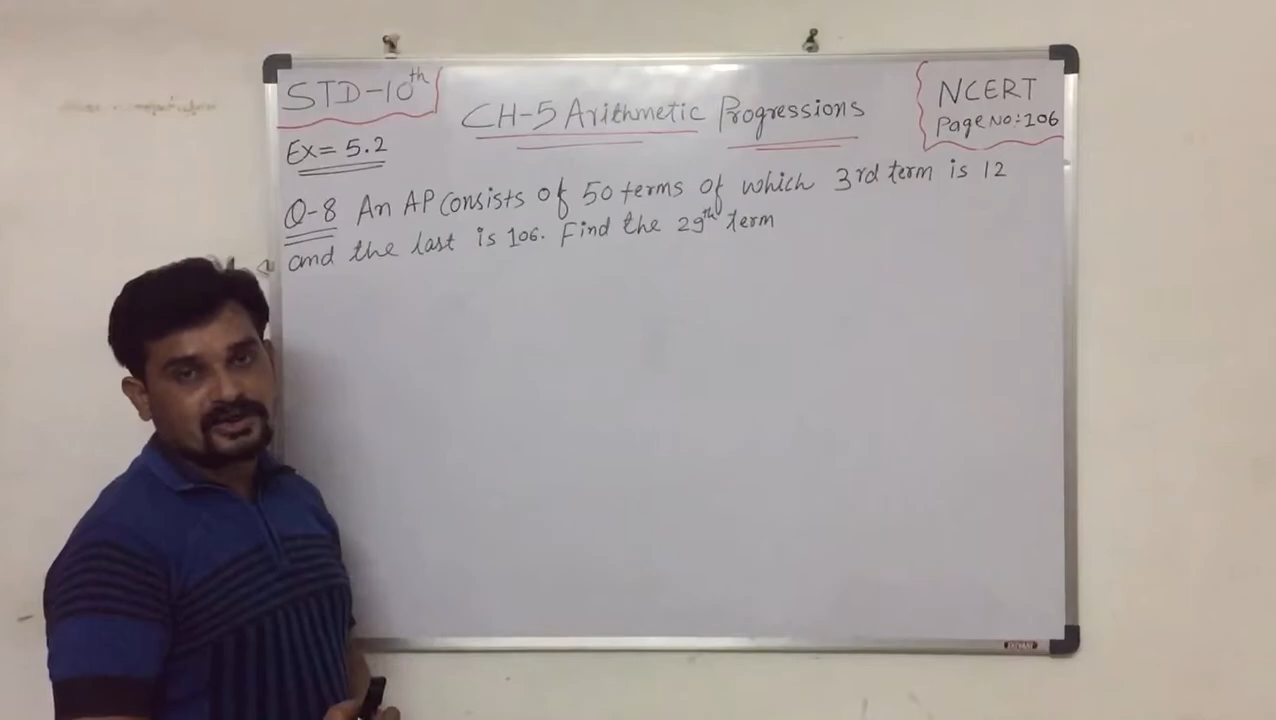 STD-10th
CH-5 Arithmetic Progressions
NCERT
Page No:106
Ex= 5.2
Q-8 An AP Consists of 50 terms of which 3rd term is 12
and the last is 106. Find the 29th term